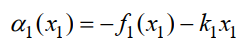 α₁(x₁) = −f₁(x₁) − k₁x₁